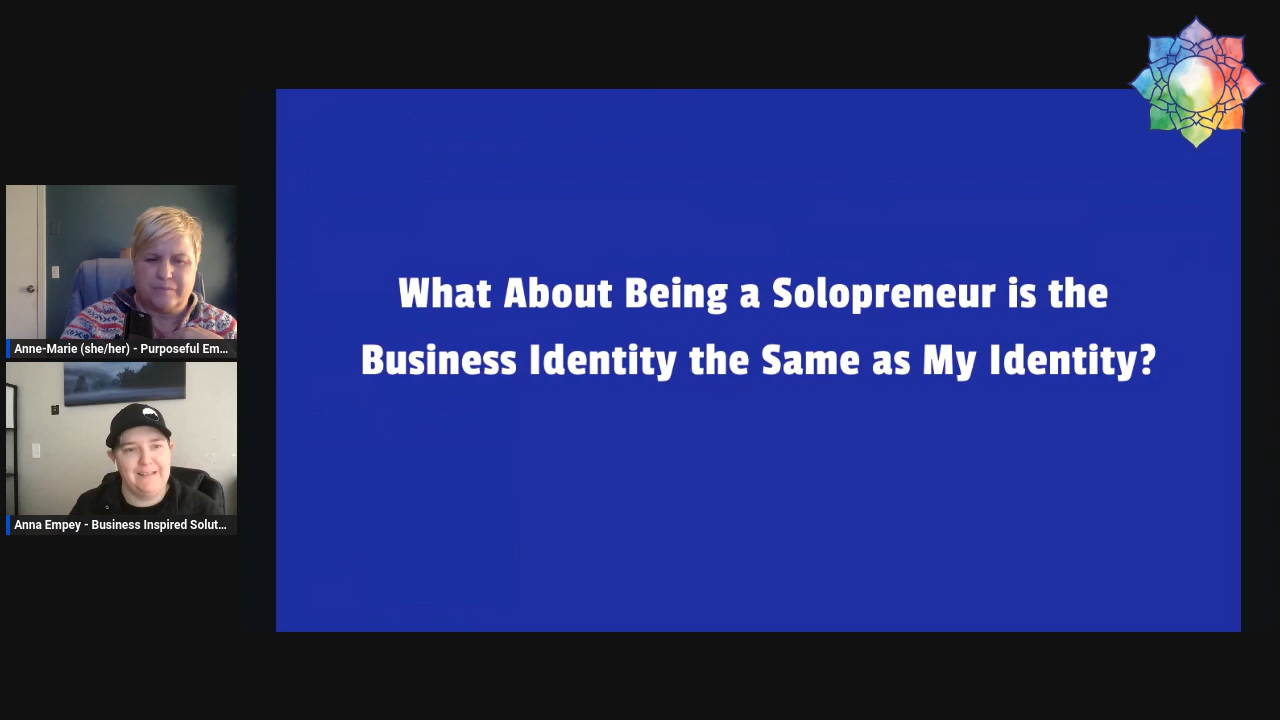 What About Being a Solopreneur is the
Business Identity the Same as My Identity?
Anne-Marie (she/her) - Purposeful Em...
Anna Empey - Business Inspired Solut...